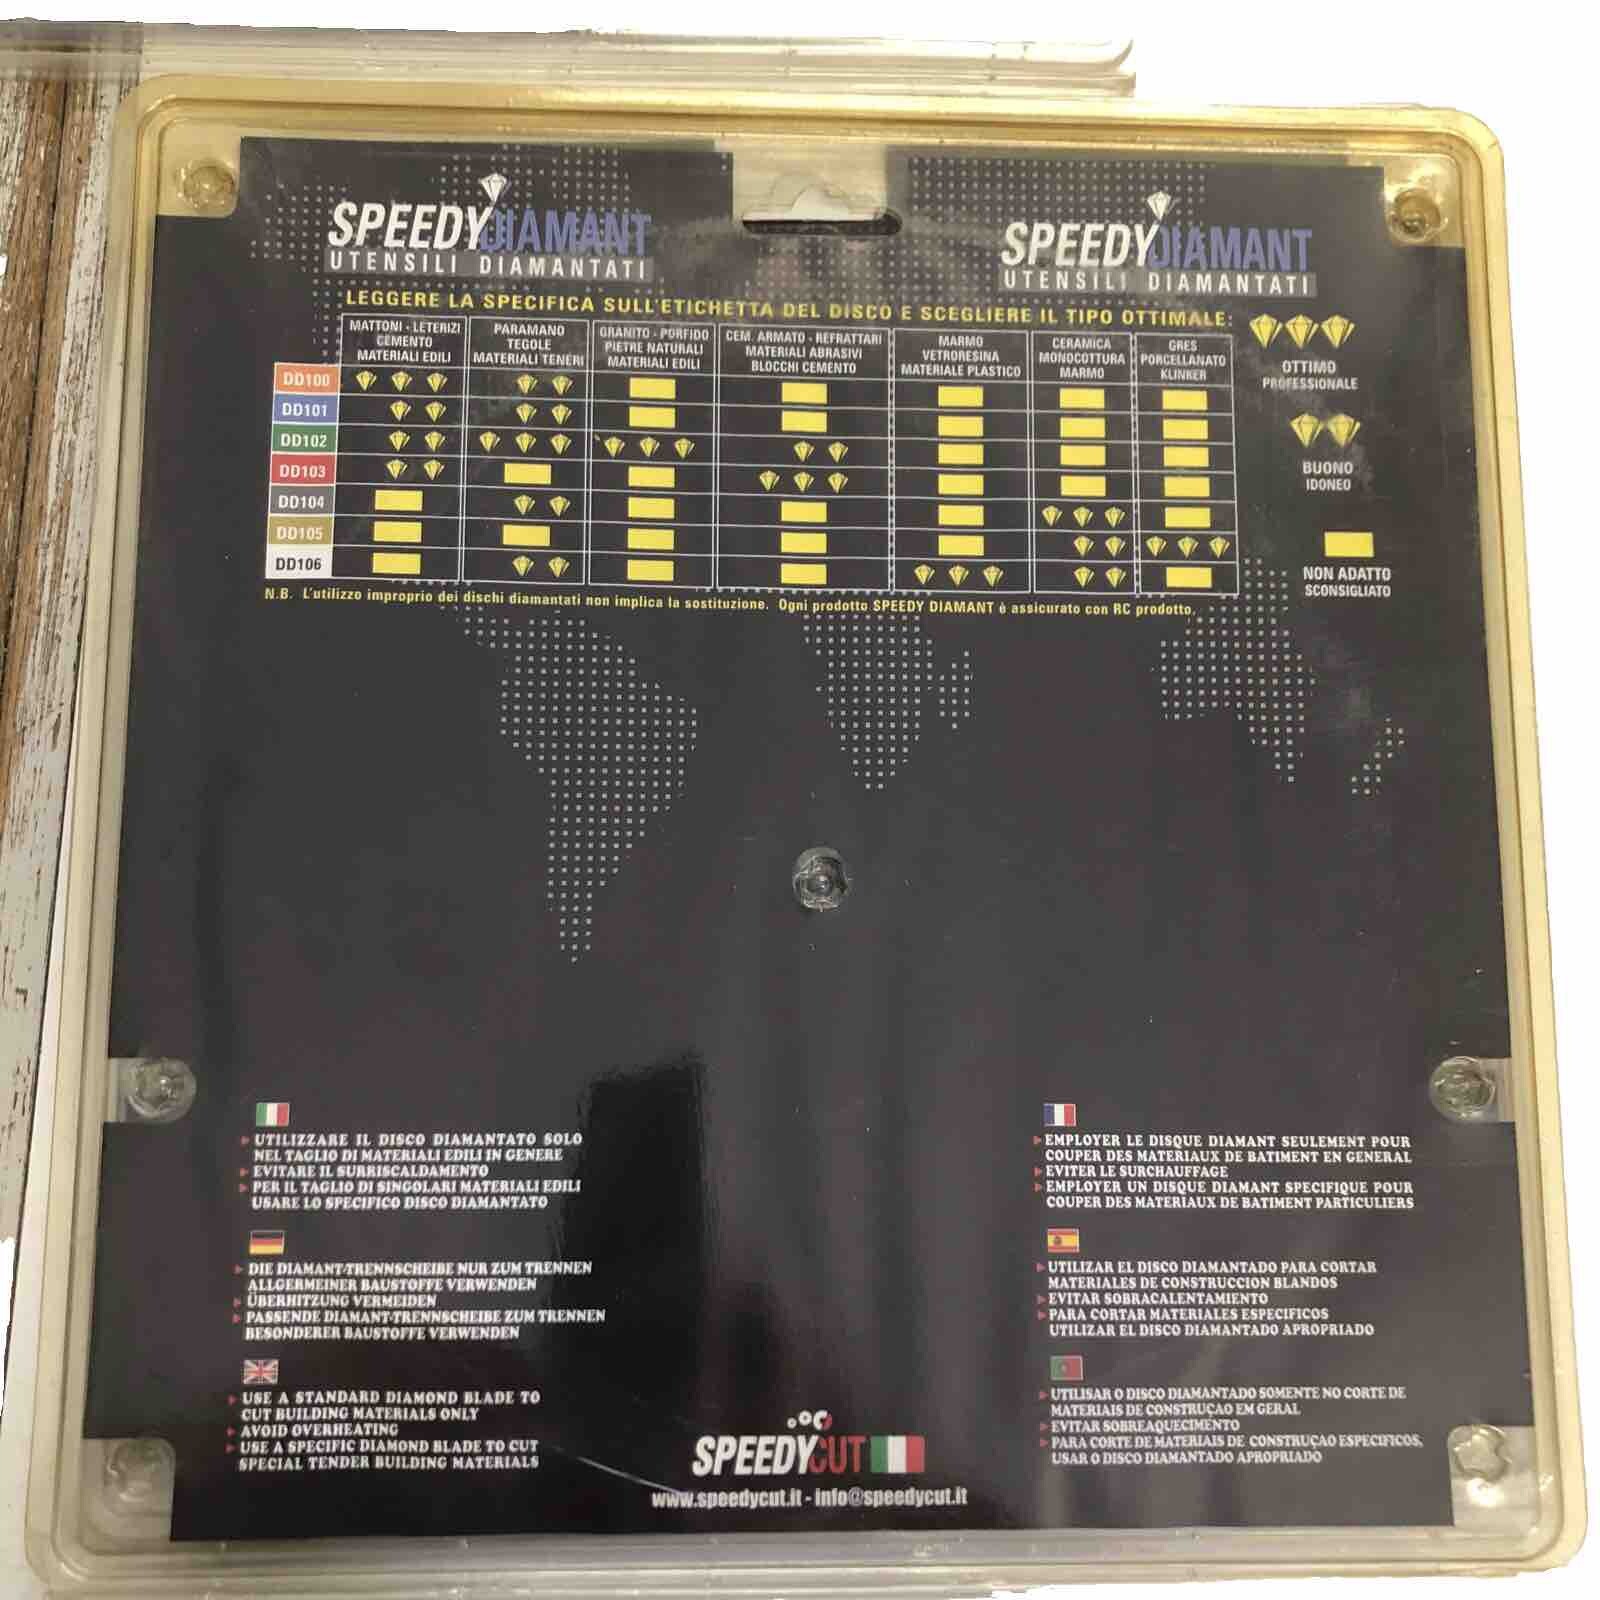 SPEEDY DIAMANT
UTENSILI DIAMANTATI
SPEEDY DIAMANT
UTENSILI DIAMANTATI
LEGGERE LA SPECIFICA SULL'ETICHETTA DEL DISCO E SCEGLIERE IL TIPO OTTIMALE:
MATTONI - LETERIZI
CEMENTO
MATERIALI EDILI
PARAMANO
TEGOLE
MATERIALI TENERI
GRANITO - PORFIDO
PIETRE NATURALI
MATERIALI EDILI
CEM. ARMATO - REFRATTARI
MATERIALI ABRASIVI
BLOCCHI CEMENTO
MARMO
VETRORESINA
MATERIALE PLASTICO
CERAMICA
MONOCOTTURA
MARMO
GRES
PORCELLANATO
KLINKER
DD100
DD101
DD102
DD103
DD104
DD105
DD106
OTTIMO
PROFESSIONALE
BUONO
IDONEO
NON ADATTO
SCONSIGLIATO
N.B. L'utilizzo improprio dei dischi diamantati non implica la sostituzione. Ogni prodotto SPEEDY DIAMANT è assicurato con RC prodotto.
UTILIZZARE IL DISCO DIAMANTATO SOLO
NEL TAGLIO DI MATERIALI EDILI IN GENERE
EVITARE IL SURRISCALDAMENTO
PER IL TAGLIO DI SINGOLARI MATERIALI EDILI
USARE LO SPECIFICO DISCO DIAMANTATO
DIE DIAMANT-TRENNSCHEIBE NUR ZUM TRENNEN
ALLGERMEINER BAUSTOFFE VERWENDEN
ÜBERHITZUNG VERMEIDEN
PASSENDE DIAMANT-TRENNSCHEIBE ZUM TRENNEN
BESONDERER BAUSTOFFE VERWENDEN
USE A STANDARD DIAMOND BLADE TO
CUT BUILDING MATERIALS ONLY
AVOID OVERHEATING
USE A SPECIFIC DIAMOND BLADE TO CUT
SPECIAL TENDER BUILDING MATERIALS
EMPLOYER LE DISQUE DIAMANT SEULEMENT POUR
COUPER DES MATERIAUX DE BATIMENT EN GENERAL
EVITER LE SURCHAUFFAGE
EMPLOYER UN DISQUE DIAMANT SPECIFIQUE POUR
COUPER DES MATERIAUX DE BATIMENT PARTICULIERS
UTILIZAR EL DISCO DIAMANTADO PARA CORTAR
MATERIALES DE CONSTRUCCION BLANDOS
EVITAR SOBRACALENTAMIENTO
PARA CORTAR MATERIALES ESPECIFICOS
UTILIZAR EL DISCO DIAMANTADO APROPRIADO
UTILISAR O DISCO DIAMANTADO SOMENTE NO CORTE DE
MATERIAIS DE CONSTRUÇAO EM GERAL
EVITAR SOBREAQUECIMENTO
PARA CORTE DE MATERIAIS DE CONSTRUÇAO ESPECIFICOS,
USAR O DISCO DIAMANTADO APROPRIADO
SPEEDYCUT
www.speedycut.it - info@speedycut.it